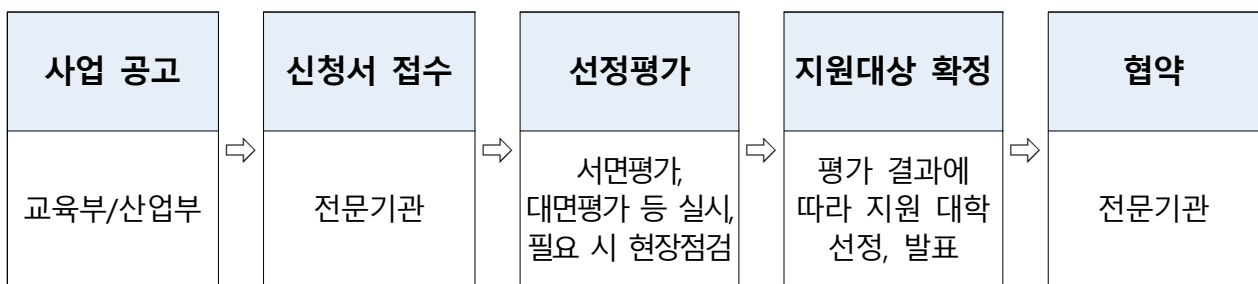 사업 공고
신청서 접수
선정평가
지원대상 확정
협약
⇨
⇨
⇨
⇨
교육부/산업부
전문기관
서면평가,
대면평가 등 실시,
필요 시 현장점검
평가 결과에
따라 지원 대학
선정, 발표
전문기관